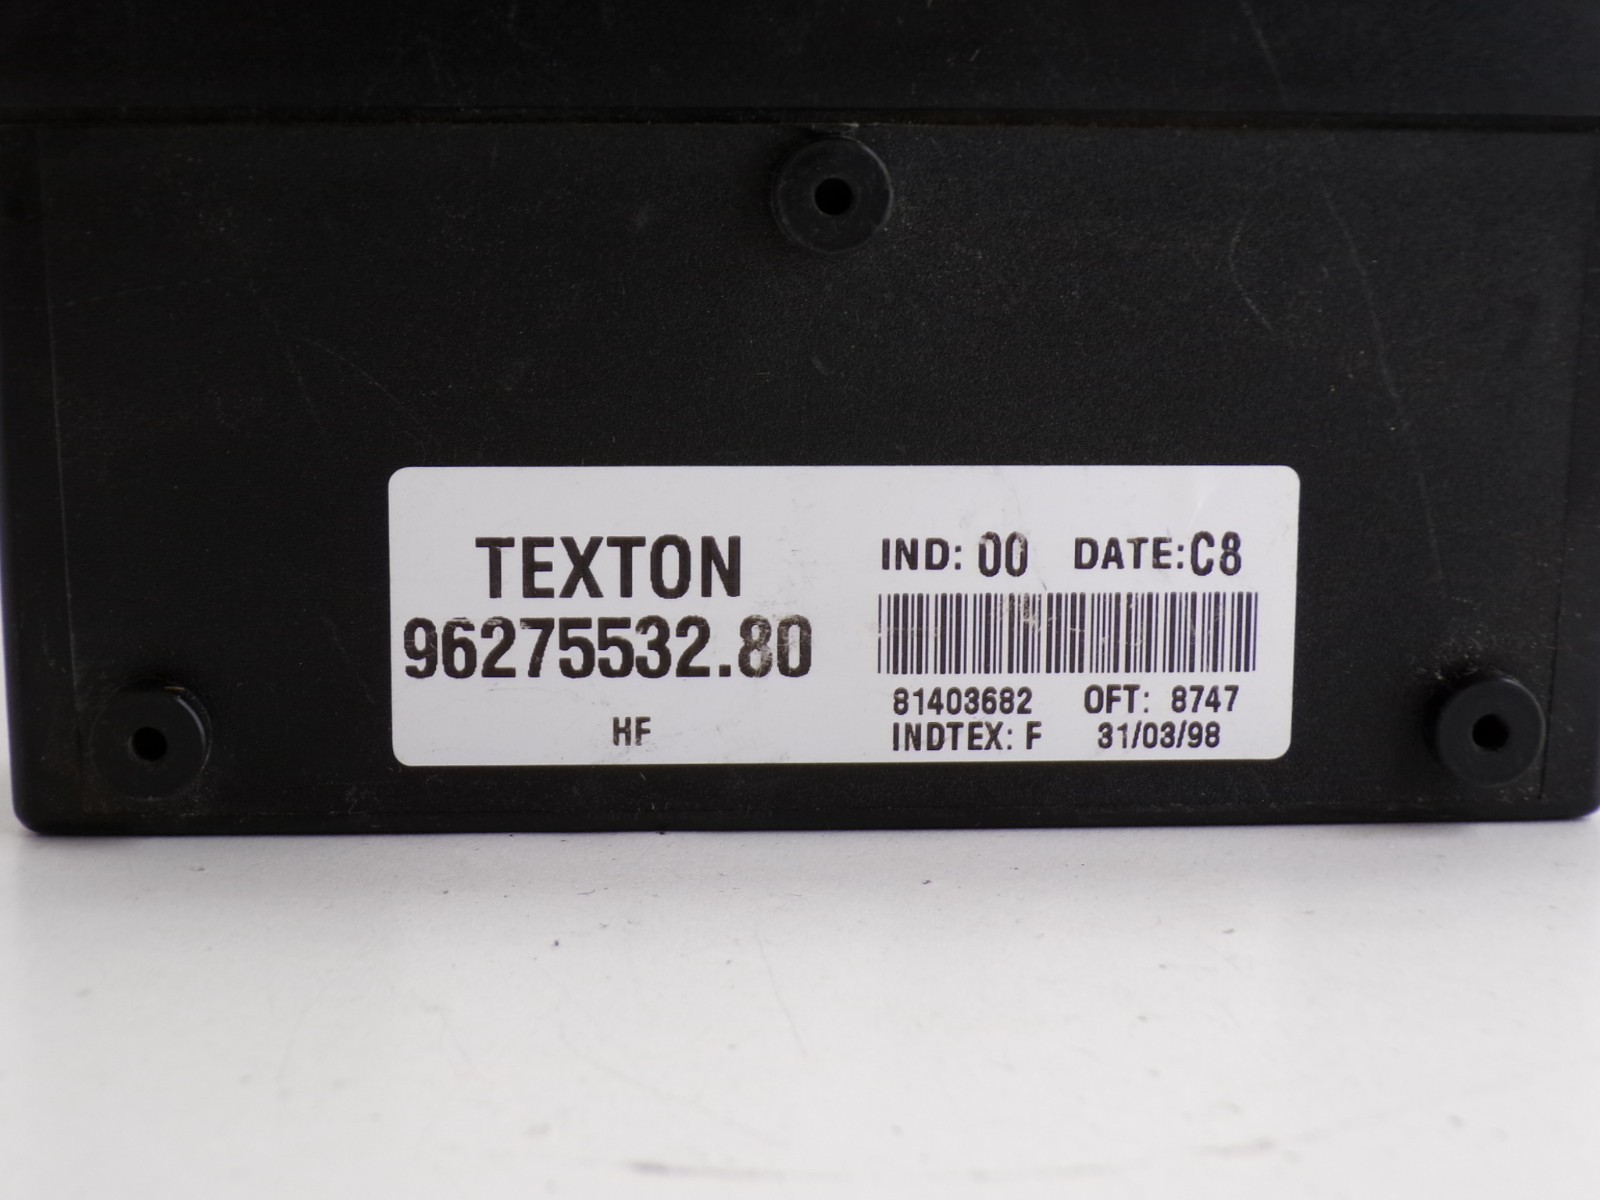 TEXTON
96275532.80
HF
IND: 00 DATE: C8
81403682 OFT: 8747
INDTEX: F 31/03/98